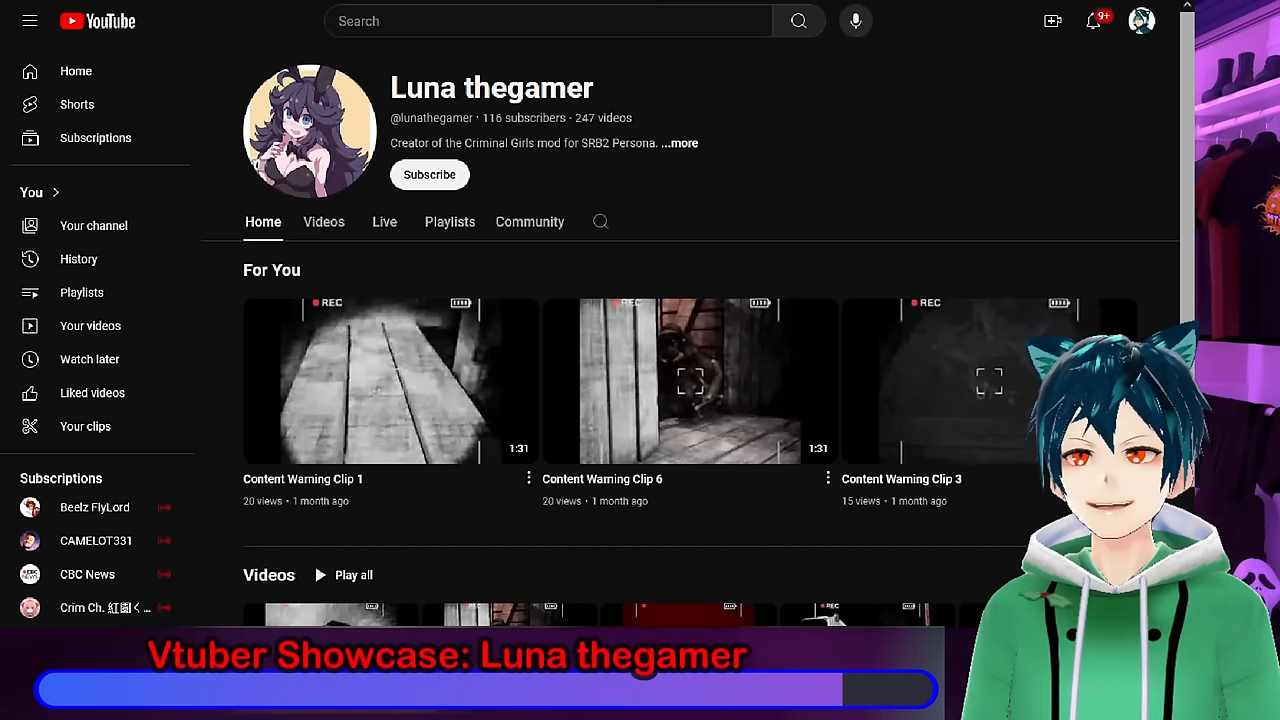 YouTube
Search
9+
Home
Shorts
Subscriptions
You
Your channel
History
Playlists
Your videos
Watch later
Liked videos
Your clips
Subscriptions
Beelz FlyLord
CAMELOT331
CBC News
Crim Ch. 紅園く...
Luna thegamer
@lunathegamer · 116 subscribers · 247 videos
Creator of the Criminal Girls mod for SRB2 Persona. ...more
Subscribe
Home Videos Live Playlists Community
For You
REC
1:31
Content Warning Clip 1
20 views · 1 month ago
REC
1:31
Content Warning Clip 6
20 views · 1 month ago
REC
Content Warning Clip 3
15 views · 1 month ago
Videos Play all
Vtuber Showcase: Luna thegamer